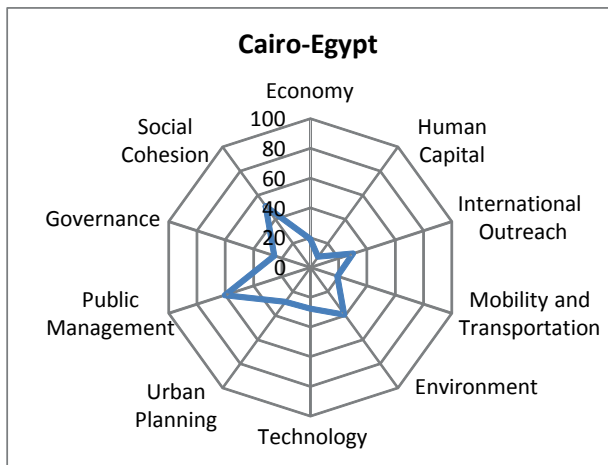 Cairo-Egypt
Economy
Human
Capital
International
Outreach
Mobility and
Transportation
Environment
Technology
Urban
Planning
Public
Management
Governance
Social
Cohesion
100
80
60
40
20
0